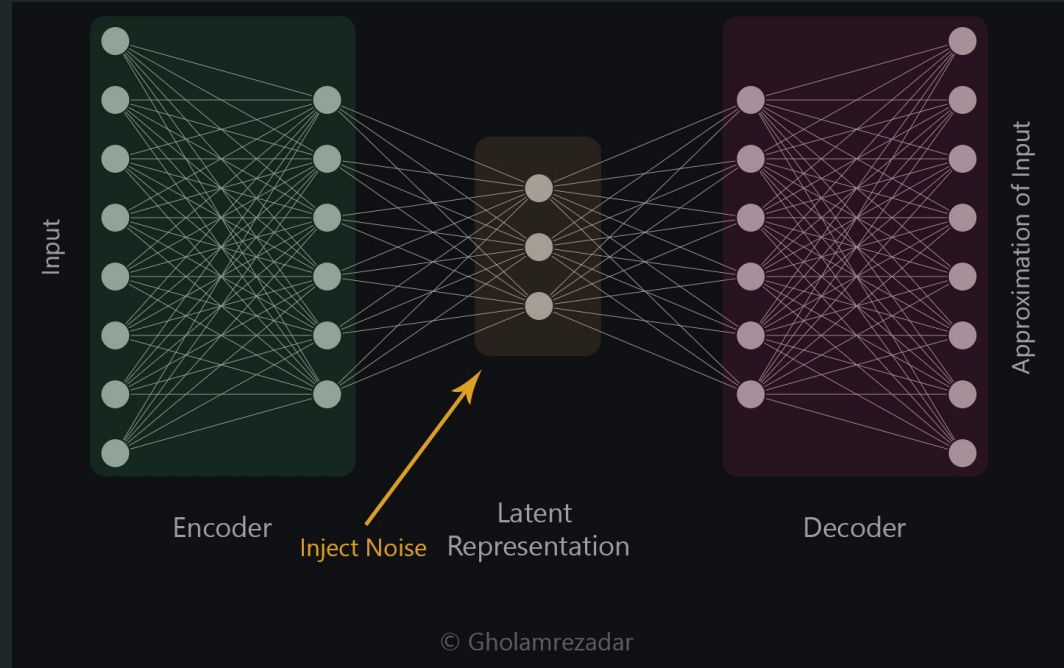 Input
Approximation of Input
Encoder
Inject Noise
Latent
Representation
Decoder
© Gholamrezadar